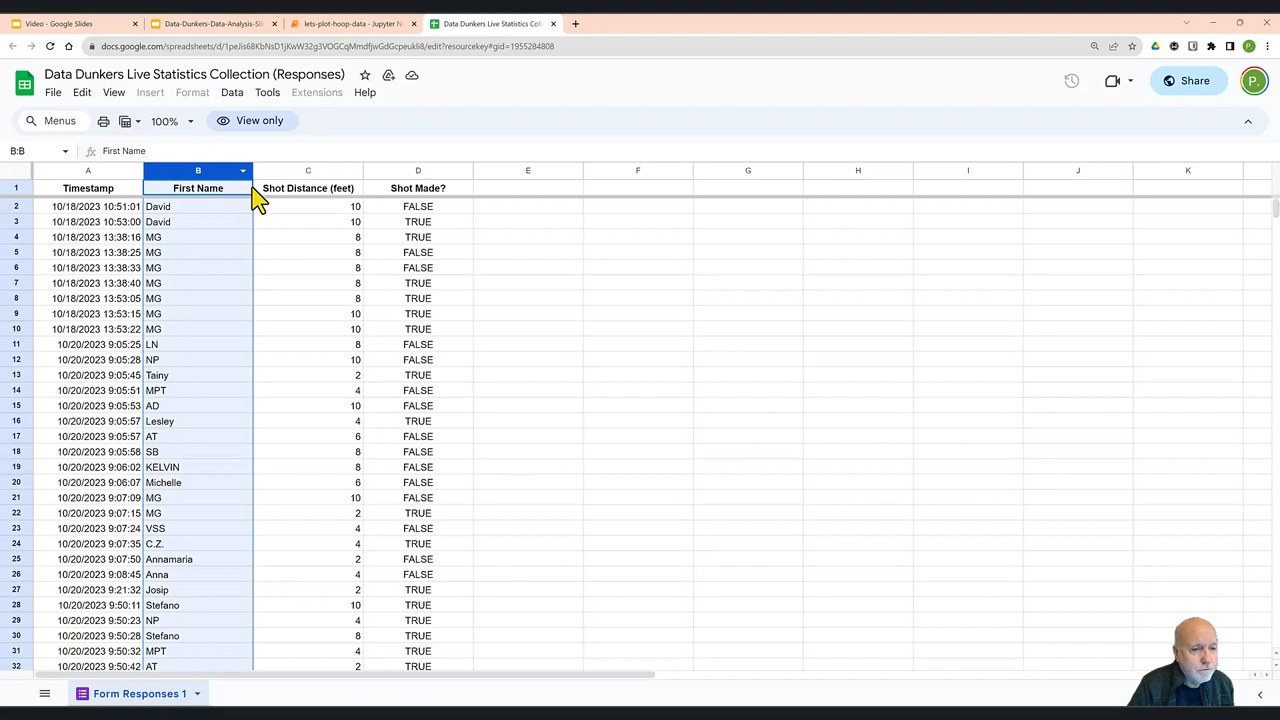 Video - Google Slides
Data-Dunkers-Data-Analysis-Sli
lets-plot-hoop-data - Jupyter N
Data Dunkers Live Statistics Coll
docs.google.com/spreadsheets/d/1peJis68KbNsD1jKwW32g3VOGCqMmdfjwGdGcpeukli8/edit?resourcekey#gid=1955284808
P
Data Dunkers Live Statistics Collection (Responses)
File Edit View Insert Format Data Tools Extensions Help
Share
P.
Menus 100% View only
B:B fx First Name
A B C D E F G H I J K
1 Timestamp First Name Shot Distance (feet) Shot Made?
2 10/18/2023 10:51:01 David 10 FALSE
3 10/18/2023 10:53:00 David 10 TRUE
4 10/18/2023 13:38:16 MG 8 TRUE
5 10/18/2023 13:38:25 MG 8 FALSE
6 10/18/2023 13:38:33 MG 8 FALSE
7 10/18/2023 13:38:40 MG 8 TRUE
8 10/18/2023 13:53:05 MG 8 TRUE
9 10/18/2023 13:53:15 MG 10 TRUE
10 10/18/2023 13:53:22 MG 10 TRUE
11 10/20/2023 9:05:25 LN 8 FALSE
12 10/20/2023 9:05:28 NP 10 FALSE
13 10/20/2023 9:05:45 Tainy 2 TRUE
14 10/20/2023 9:05:51 MPT 4 FALSE
15 10/20/2023 9:05:53 AD 10 FALSE
16 10/20/2023 9:05:57 Lesley 4 TRUE
17 10/20/2023 9:05:57 AT 6 FALSE
18 10/20/2023 9:05:58 SB 8 FALSE
19 10/20/2023 9:06:02 KELVIN 8 FALSE
20 10/20/2023 9:06:07 Michelle 6 FALSE
21 10/20/2023 9:07:09 MG 10 FALSE
22 10/20/2023 9:07:15 MG 2 TRUE
23 10/20/2023 9:07:24 VSS 4 FALSE
24 10/20/2023 9:07:35 C.Z. 4 TRUE
25 10/20/2023 9:07:50 Annamaria 2 FALSE
26 10/20/2023 9:08:45 Anna 4 FALSE
27 10/20/2023 9:21:32 Josip 2 TRUE
28 10/20/2023 9:50:11 Stefano 10 TRUE
29 10/20/2023 9:50:23 NP 4 TRUE
30 10/20/2023 9:50:28 Stefano 8 TRUE
31 10/20/2023 9:50:32 MPT 4 TRUE
32 10/20/2023 9:50:42 AT 2 TRUE
Form Responses 1